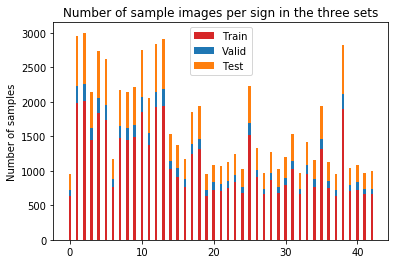 Number of sample images per sign in the three sets
Train
Valid
Test
Number of samples
3000
2500
2000
1500
1000
500
0
0 10 20 30 40